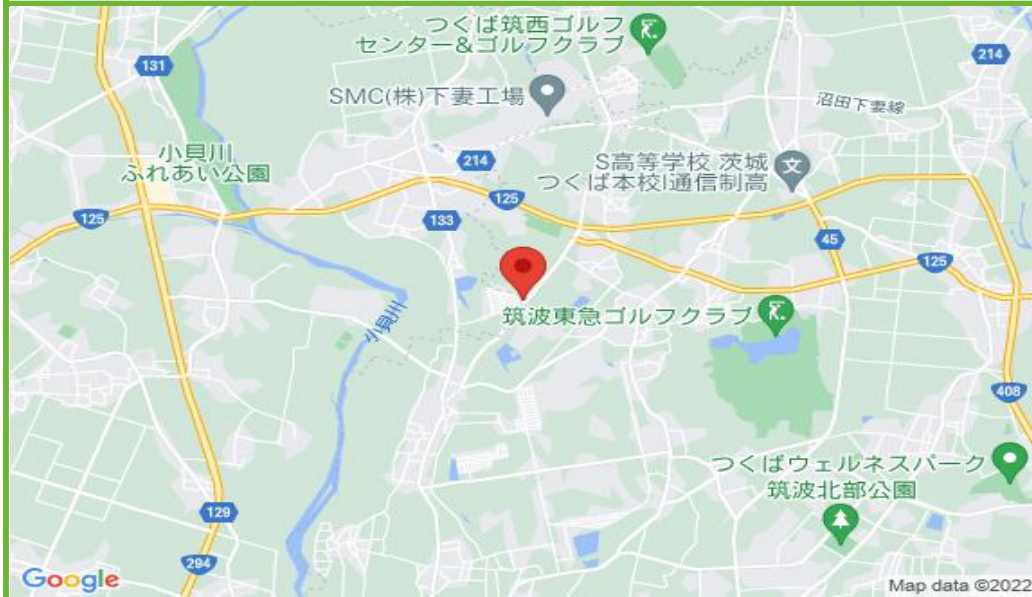 つくば筑西ゴルフ
センター&ゴルフクラブ
131
214
SMC(株)下妻工場
沼田下妻線
小貝川
ふれあい公園
214
S高等学校 茨城
つくば本校|通信制高
125
125
133
45
125
小貝川
筑波東急ゴルフクラブ
408
つくばウェルネスパーク
筑波北部公園
129
294
Google
Map data ©2022